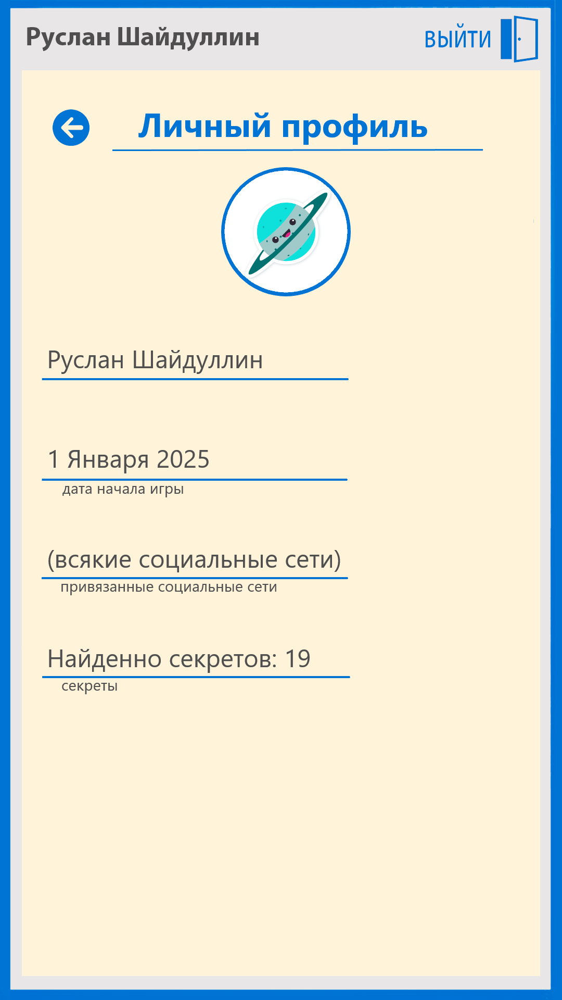 Руслан Шайдуллин
ВЫЙТИ
Личный профиль
Руслан Шайдуллин
1 Января 2025
дата начала игры
(всякие социальные сети)
привязанные социальные сети
Найденно секретов: 19
секреты